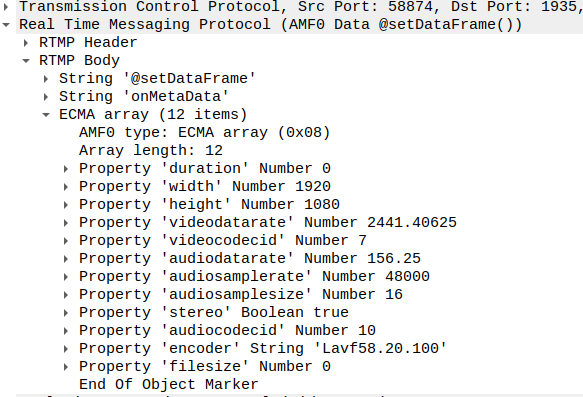 Transmission Control Protocol, Src Port: 58874, Dst Port: 1935,
Real Time Messaging Protocol (AMF0 Data @setDataFrame())
RTMP Header
RTMP Body
String '@setDataFrame'
String 'onMetaData'
ECMA array (12 items)
AMF0 type: ECMA array (0x08)
Array length: 12
Property 'duration' Number 0
Property 'width' Number 1920
Property 'height' Number 1080
Property 'videodatarate' Number 2441.40625
Property 'videocodecid' Number 7
Property 'audiodatarate' Number 156.25
Property 'audiosamplerate' Number 48000
Property 'audiosamplesize' Number 16
Property 'stereo' Boolean true
Property 'audiocodecid' Number 10
Property 'encoder' String 'Lavf58.20.100'
Property 'filesize' Number 0
End Of Object Marker